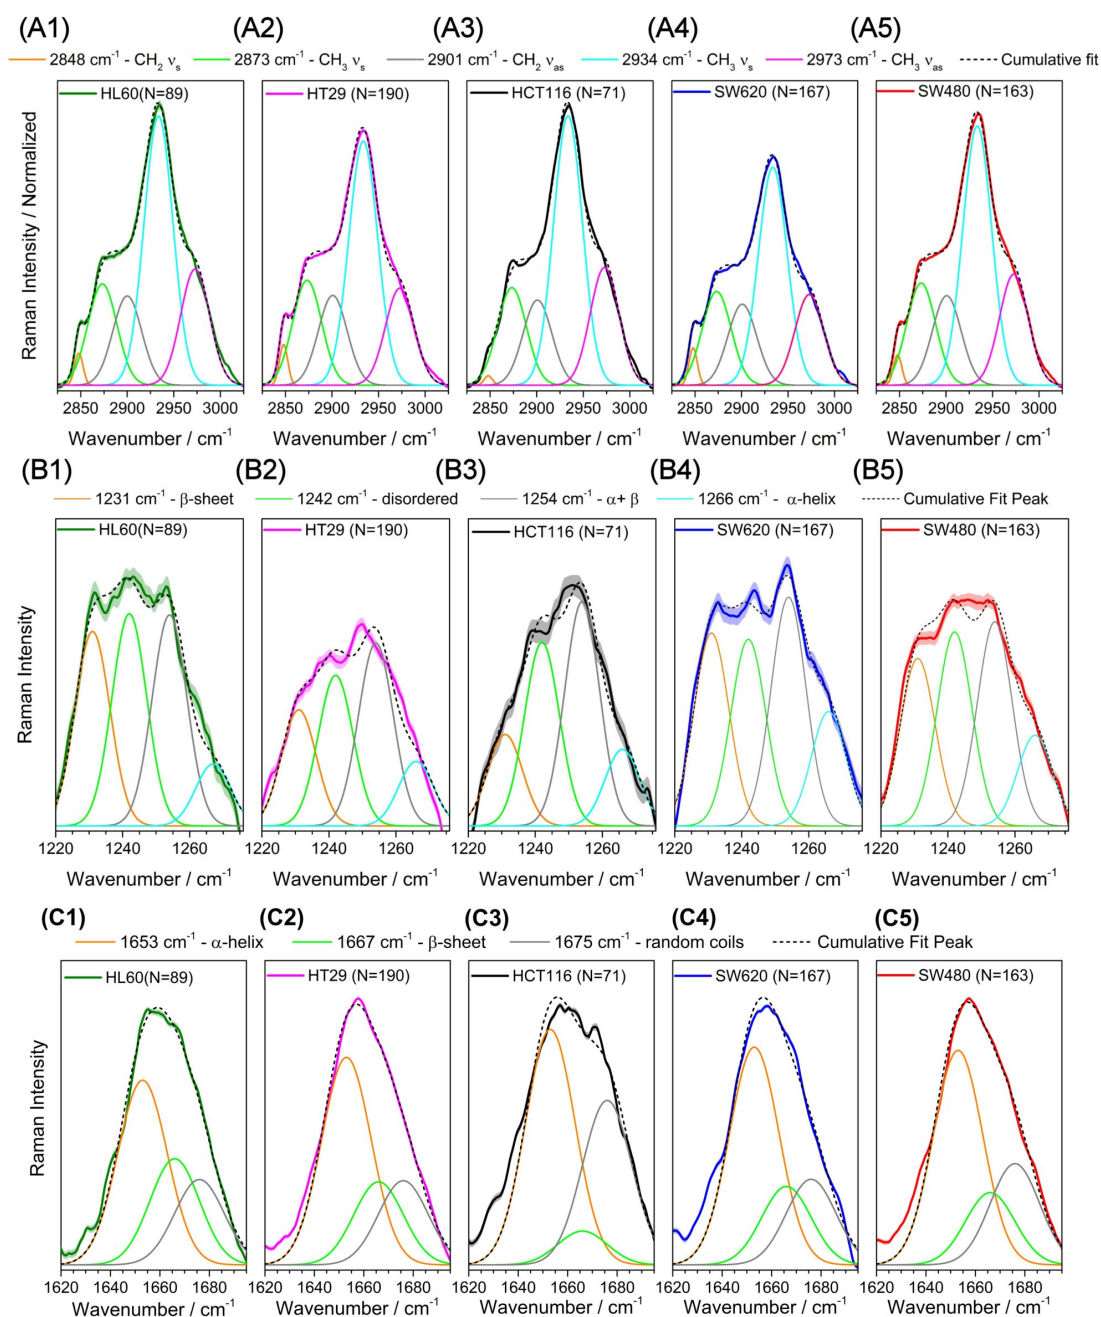 (A1) (A2) (A3) (A4) (A5)
2848 cm⁻¹ - CH₂ νₛ 2873 cm⁻¹ - CH₃ νₛ 2901 cm⁻¹ - CH₂ νₐₛ 2934 cm⁻¹ - CH₃ νₛ 2973 cm⁻¹ - CH₃ νₐₛ Cumulative fit
HL60(N=89) HT29 (N=190) HCT116 (N=71) SW620 (N=167) SW480 (N=163)
Raman Intensity / Normalized
2850 2900 2950 3000 2850 2900 2950 3000 2850 2900 2950 3000 2850 2900 2950 3000 2850 2900 2950 3000
Wavenumber / cm⁻¹ Wavenumber / cm⁻¹ Wavenumber / cm⁻¹ Wavenumber / cm⁻¹ Wavenumber / cm⁻¹
(B1) (B2) (B3) (B4) (B5)
1231 cm⁻¹ - β-sheet 1242 cm⁻¹ - disordered 1254 cm⁻¹ - α+ β 1266 cm⁻¹ - α-helix Cumulative Fit Peak
HL60(N=89) HT29 (N=190) HCT116 (N=71) SW620 (N=167) SW480 (N=163)
Raman Intensity
1220 1240 1260 1220 1240 1260 1220 1240 1260 1220 1240 1260 1220 1240 1260
Wavenumber / cm⁻¹ Wavenumber / cm⁻¹ Wavenumber / cm⁻¹ Wavenumber / cm⁻¹ Wavenumber / cm⁻¹
(C1) (C2) (C3) (C4) (C5)
1653 cm⁻¹ - α-helix 1667 cm⁻¹ - β-sheet 1675 cm⁻¹ - random coils Cumulative Fit Peak
HL60(N=89) HT29 (N=190) HCT116 (N=71) SW620 (N=167) SW480 (N=163)
Raman Intensity
1620 1640 1660 1680 1620 1640 1660 1680 1620 1640 1660 1680 1620 1640 1660 1680 1620 1640 1660 1680
Wavenumber / cm⁻¹ Wavenumber / cm⁻¹ Wavenumber / cm⁻¹ Wavenumber / cm⁻¹ Wavenumber / cm⁻¹